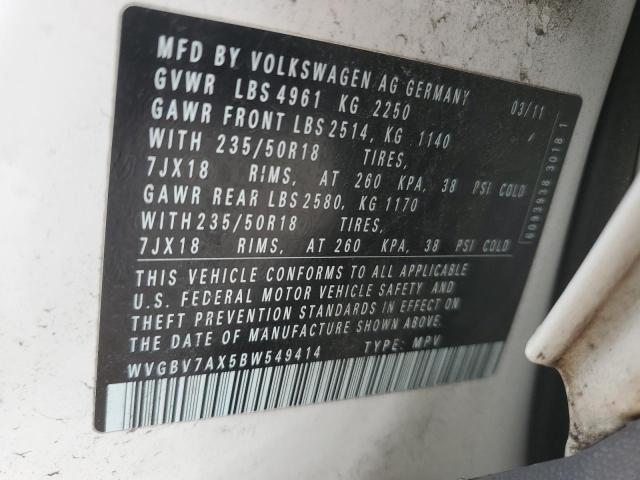 MFD BY VOLKSWAGEN AG GERMANY 03/11
GVWR LBS 4961 KG 2250
GAWR FRONT LBS 2514, KG 1140
WITH 235/50R18 TIRES,
7JX18 RIMS, AT 260 KPA, 38 PSI COLD
GAWR REAR LBS 2580, KG 1170
WITH 235/50R18 TIRES,
7JX18 RIMS, AT 260 KPA, 38 PSI COLD
THIS VEHICLE CONFORMS TO ALL APPLICABLE
U.S. FEDERAL MOTOR VEHICLE SAFETY AND
THEFT PREVENTION STANDARDS IN EFFECT ON
THE DATE OF MANUFACTURE SHOWN ABOVE.
WVGBV7AX5BW549414 TYPE: MPV
6093938 3018 1